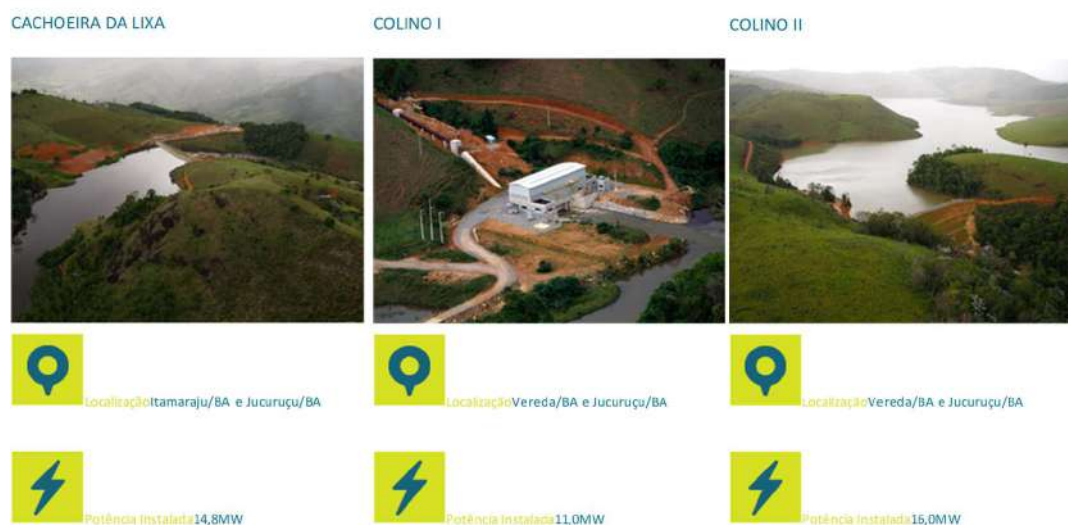 CACHOEIRA DA LIXA
COLINO I
COLINO II
LocalizaçãoItamaraju/BA e Jucuruçu/BA
LocalizaçãoVereda/BA e Jucuruçu/BA
LocalizaçãoVereda/BA e Jucuruçu/BA
Potência Instalada14,8MW
Potência Instalada11,0MW
Potência Instalada16,0MW